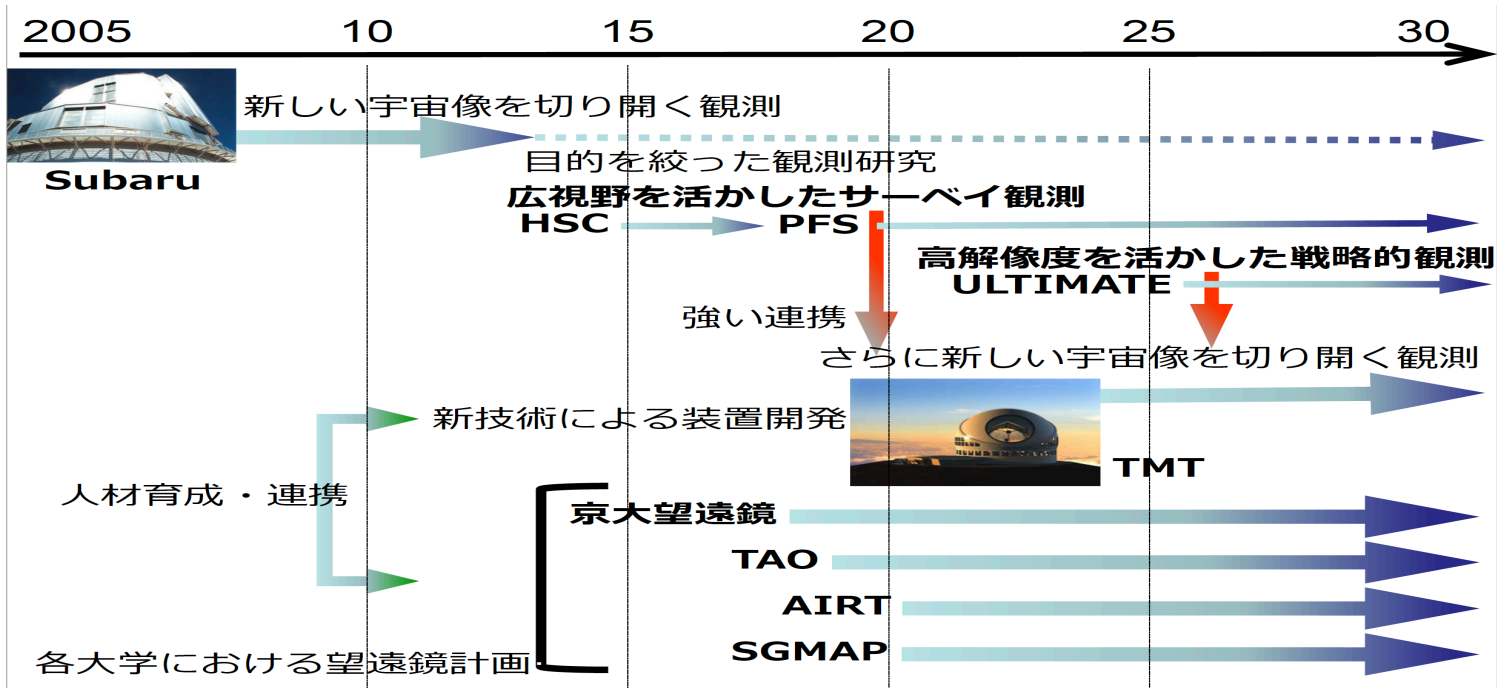 2005 10 15 20 25 30
新しい宇宙像を切り開く観測
目的を絞った観測研究
Subaru
広視野を活かしたサーベイ観測
HSC PFS
高解像度を活かした戦略的観測
ULTIMATE
強い連携
さらに新しい宇宙像を切り開く観測
新技術による装置開発
TMT
人材育成・連携
京大望遠鏡
TAO
AIRT
SGMAP
各大学における望遠鏡計画